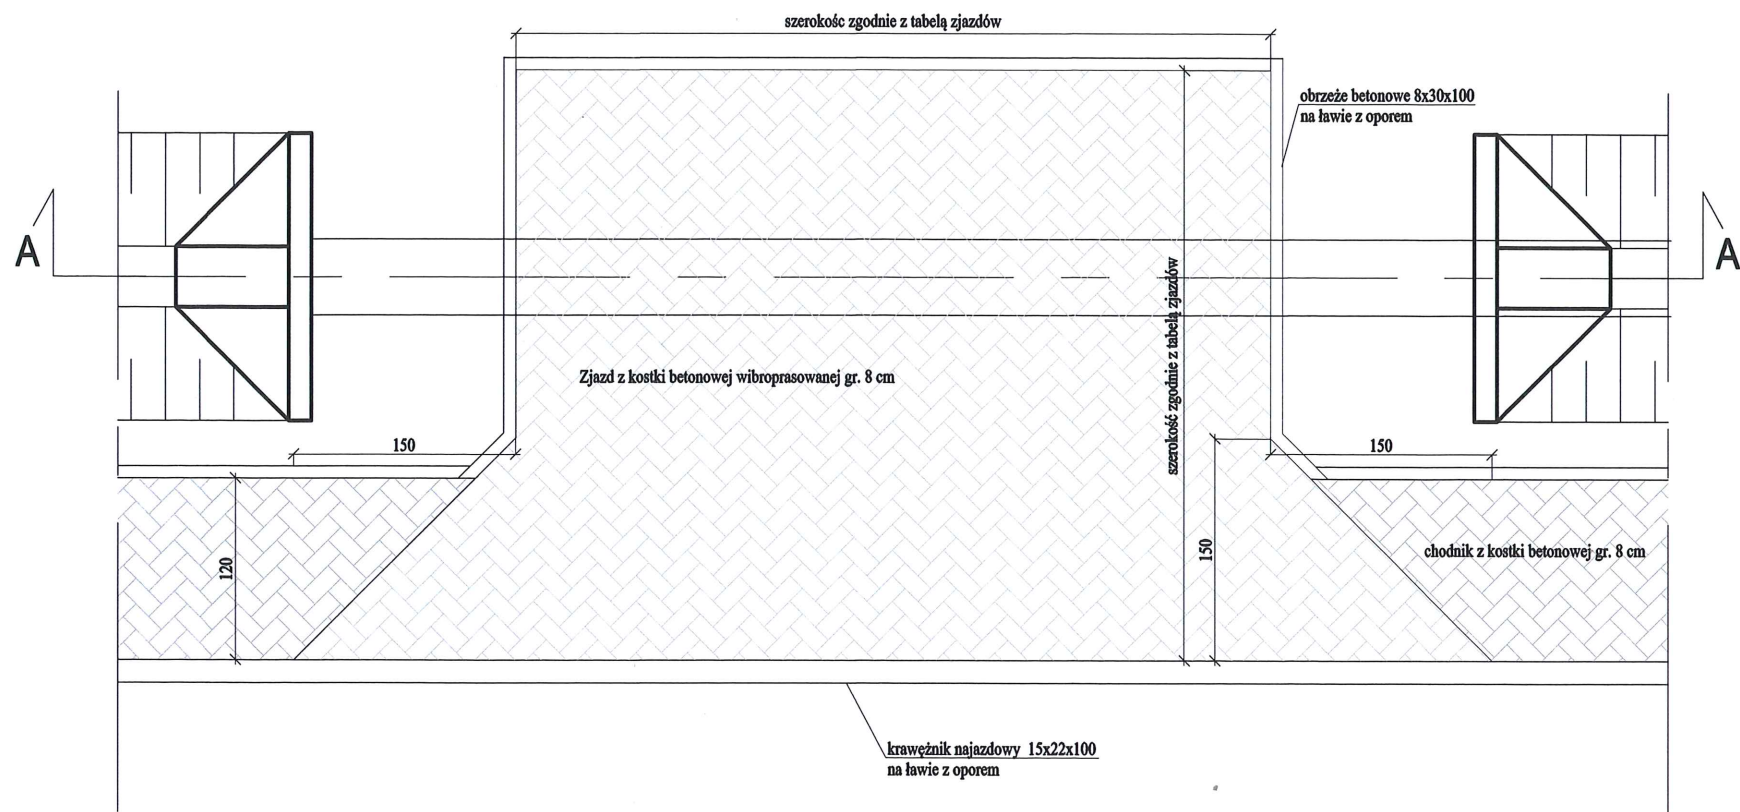 szerokośc zgodnie z tabelą zjazdów
obrzeże betonowe 8x30x100
na ławie z oporem
A
A
szerokość zgodnie z tabelą zjazdów
Zjazd z kostki betonowej wibroprasowanej gr. 8 cm
150
150
120
150
chodnik z kostki betonowej gr. 8 cm
krawężnik najazdowy 15x22x100
na ławie z oporem